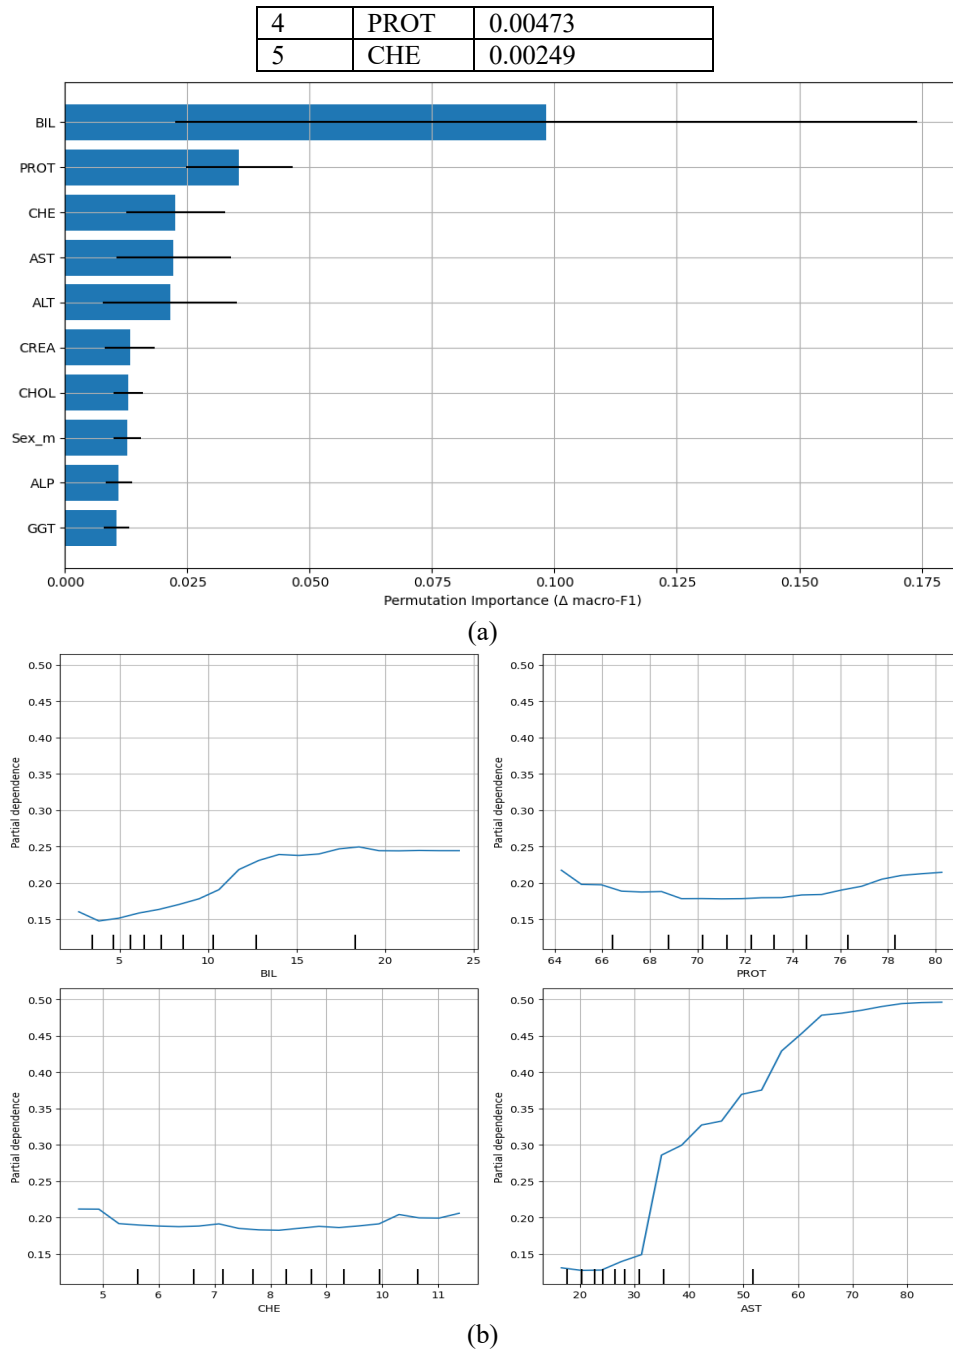 4 PROT 0.00473
5 CHE 0.00249
BIL
PROT
CHE
AST
ALT
CREA
CHOL
Sex_m
ALP
GGT
0.000 0.025 0.050 0.075 0.100 0.125 0.150 0.175
Permutation Importance (Δ macro-F1)
(a)
Partial dependence
0.50
0.45
0.40
0.35
0.30
0.25
0.20
0.15
5 10 15 20 25
BIL
Partial dependence
0.50
0.45
0.40
0.35
0.30
0.25
0.20
0.15
64 66 68 70 72 74 76 78 80
PROT
Partial dependence
0.50
0.45
0.40
0.35
0.30
0.25
0.20
0.15
5 6 7 8 9 10 11
CHE
Partial dependence
0.50
0.45
0.40
0.35
0.30
0.25
0.20
0.15
20 30 40 50 60 70 80
AST
(b)